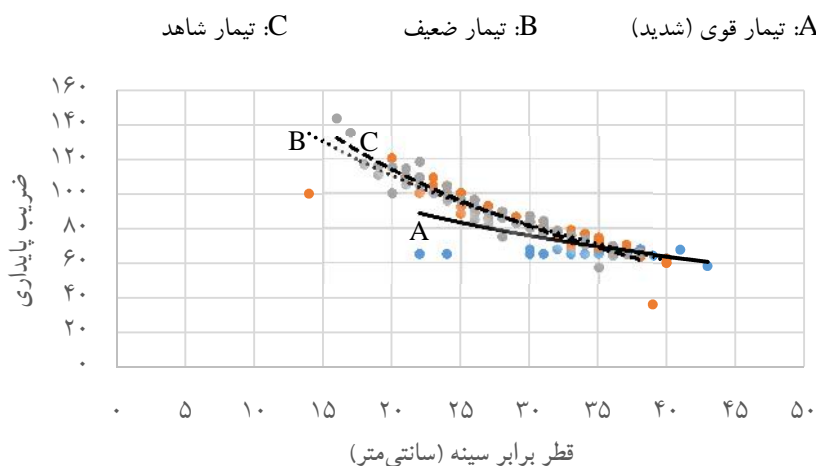 A: تیمار قوی (شدید) B: تیمار ضعیف C: تیمار شاهد
۱۶۰
۱۴۰
۱۲۰
۱۰۰
۸۰
۶۰
۴۰
۲۰
۰
ضریب پایداری
B
C
A
۰ ۵ ۱۰ ۱۵ ۲۰ ۲۵ ۳۰ ۳۵ ۴۰ ۴۵ ۵۰
قطر برابر سینه (سانتی‌متر)